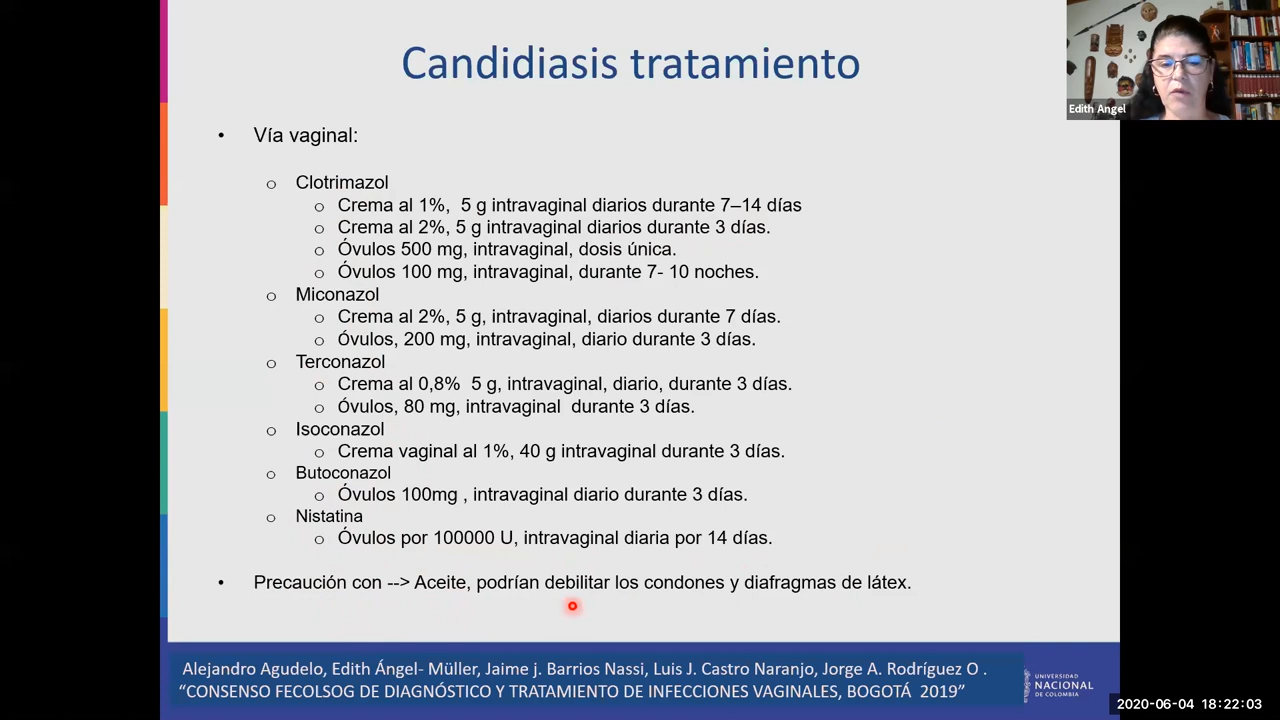 Candidiasis tratamiento
Edith Angel
• Vía vaginal:
o Clotrimazol
o Crema al 1%, 5 g intravaginal diarios durante 7–14 días
o Crema al 2%, 5 g intravaginal diarios durante 3 días.
o Óvulos 500 mg, intravaginal, dosis única.
o Óvulos 100 mg, intravaginal, durante 7- 10 noches.
o Miconazol
o Crema al 2%, 5 g, intravaginal, diarios durante 7 días.
o Óvulos, 200 mg, intravaginal, diario durante 3 días.
o Terconazol
o Crema al 0,8% 5 g, intravaginal, diario, durante 3 días.
o Óvulos, 80 mg, intravaginal durante 3 días.
o Isoconazol
o Crema vaginal al 1%, 40 g intravaginal durante 3 días.
o Butoconazol
o Óvulos 100mg , intravaginal diario durante 3 días.
o Nistatina
o Óvulos por 100000 U, intravaginal diaria por 14 días.
• Precaución con --> Aceite, podrían debilitar los condones y diafragmas de látex.
Alejandro Agudelo, Edith Ángel- Müller, Jaime j. Barrios Nassi, Luis J. Castro Naranjo, Jorge A. Rodríguez O .
“CONSENSO FECOLSOG DE DIAGNÓSTICO Y TRATAMIENTO DE INFECCIONES VAGINALES, BOGOTÁ 2019”
UNIVERSIDAD
NACIONAL
DE COLOMBIA
2020-06-04 18:22:03